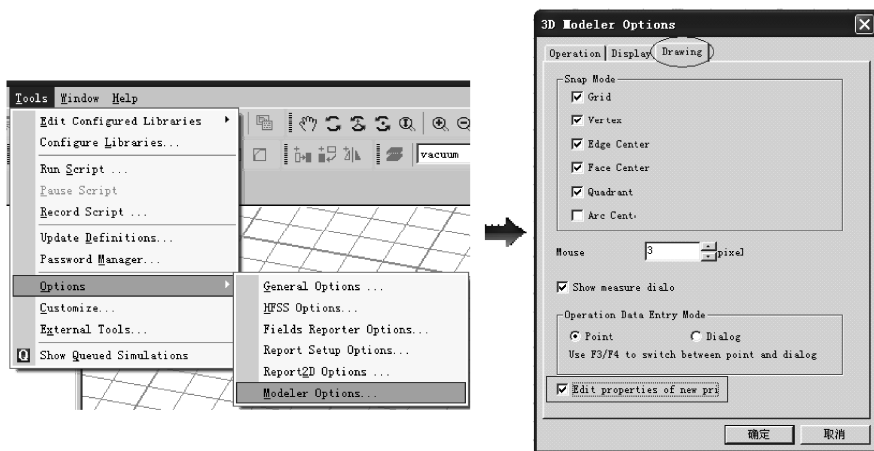 Tools Window Help
Edit Configured Libraries
Configure Libraries...
Run Script ...
Pause Script
Record Script ...
Update Definitions...
Password Manager...
Options
Customize...
External Tools...
Q Show Queued Simulations
vacuum
General Options ...
HFSS Options...
Fields Reporter Options...
Report Setup Options...
Report2D Options ...
Modeler Options...
3D Modeler Options
Operation Display Drawing
Snap Mode
Grid
Vertex
Edge Center
Face Center
Quadrant
Arc Cent
Mouse 3 pixel
Show measure dialo
Operation Data Entry Mode
Point Dialog
Use F3/F4 to switch between point and dialog
Edit properties of new pri
确定 取消